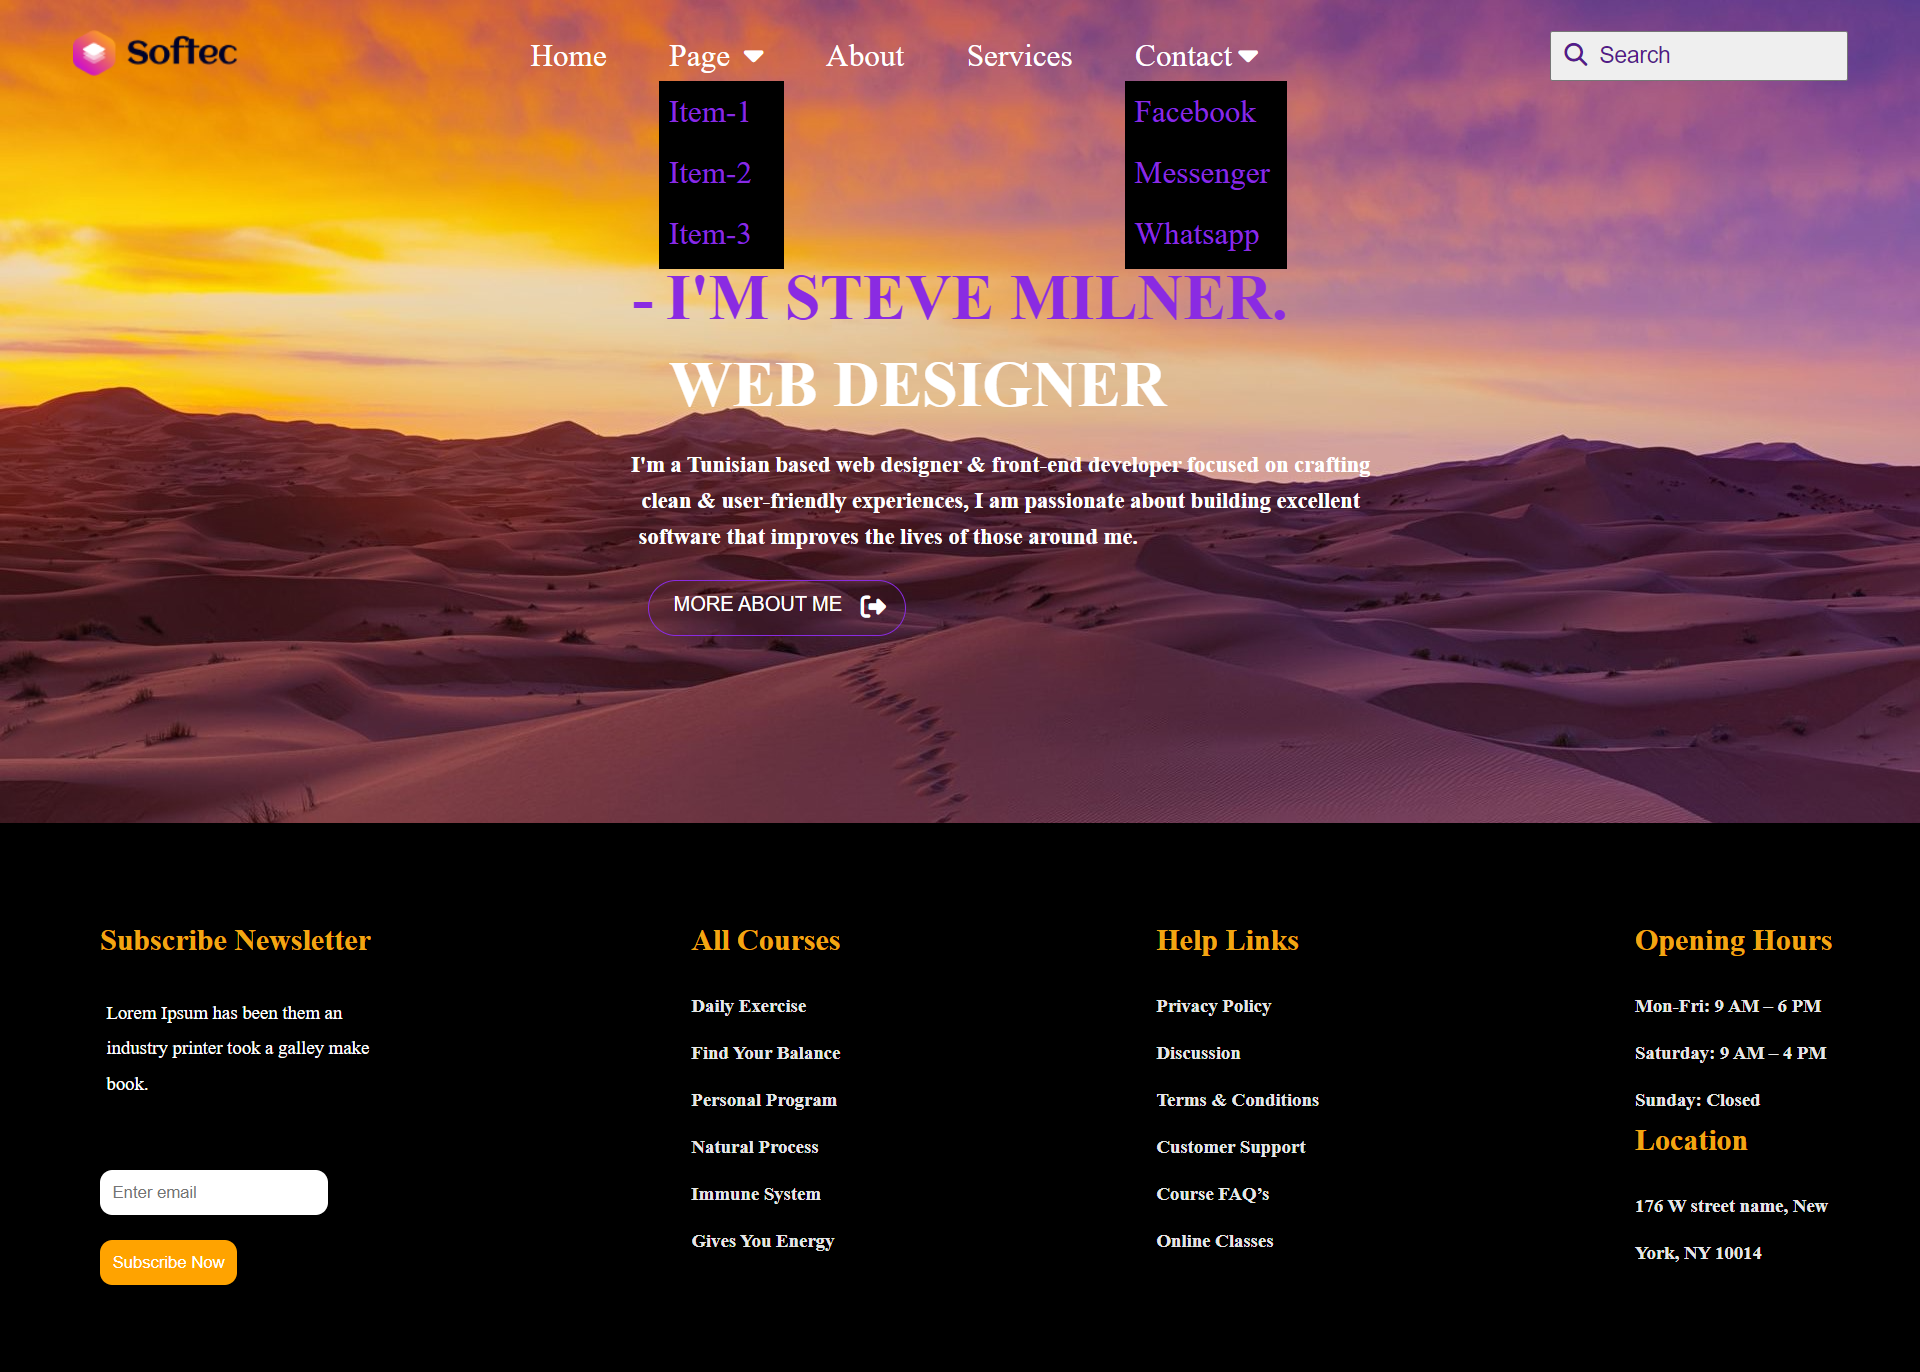 Softec
Home
Page
About
Services
Contact
Search
Item-1
Item-2
Item-3
Facebook
Messenger
Whatsapp
- I'M STEVE MILNER.
WEB DESIGNER
I'm a Tunisian based web designer & front-end developer focused on crafting
clean & user-friendly experiences, I am passionate about building excellent
software that improves the lives of those around me.
MORE ABOUT ME
Subscribe Newsletter
Lorem Ipsum has been them an
industry printer took a galley make
book.
Enter email
Subscribe Now
All Courses
Daily Exercise
Find Your Balance
Personal Program
Natural Process
Immune System
Gives You Energy
Help Links
Privacy Policy
Discussion
Terms & Conditions
Customer Support
Course FAQ’s
Online Classes
Opening Hours
Mon-Fri: 9 AM – 6 PM
Saturday: 9 AM – 4 PM
Sunday: Closed
Location
176 W street name, New
York, NY 10014